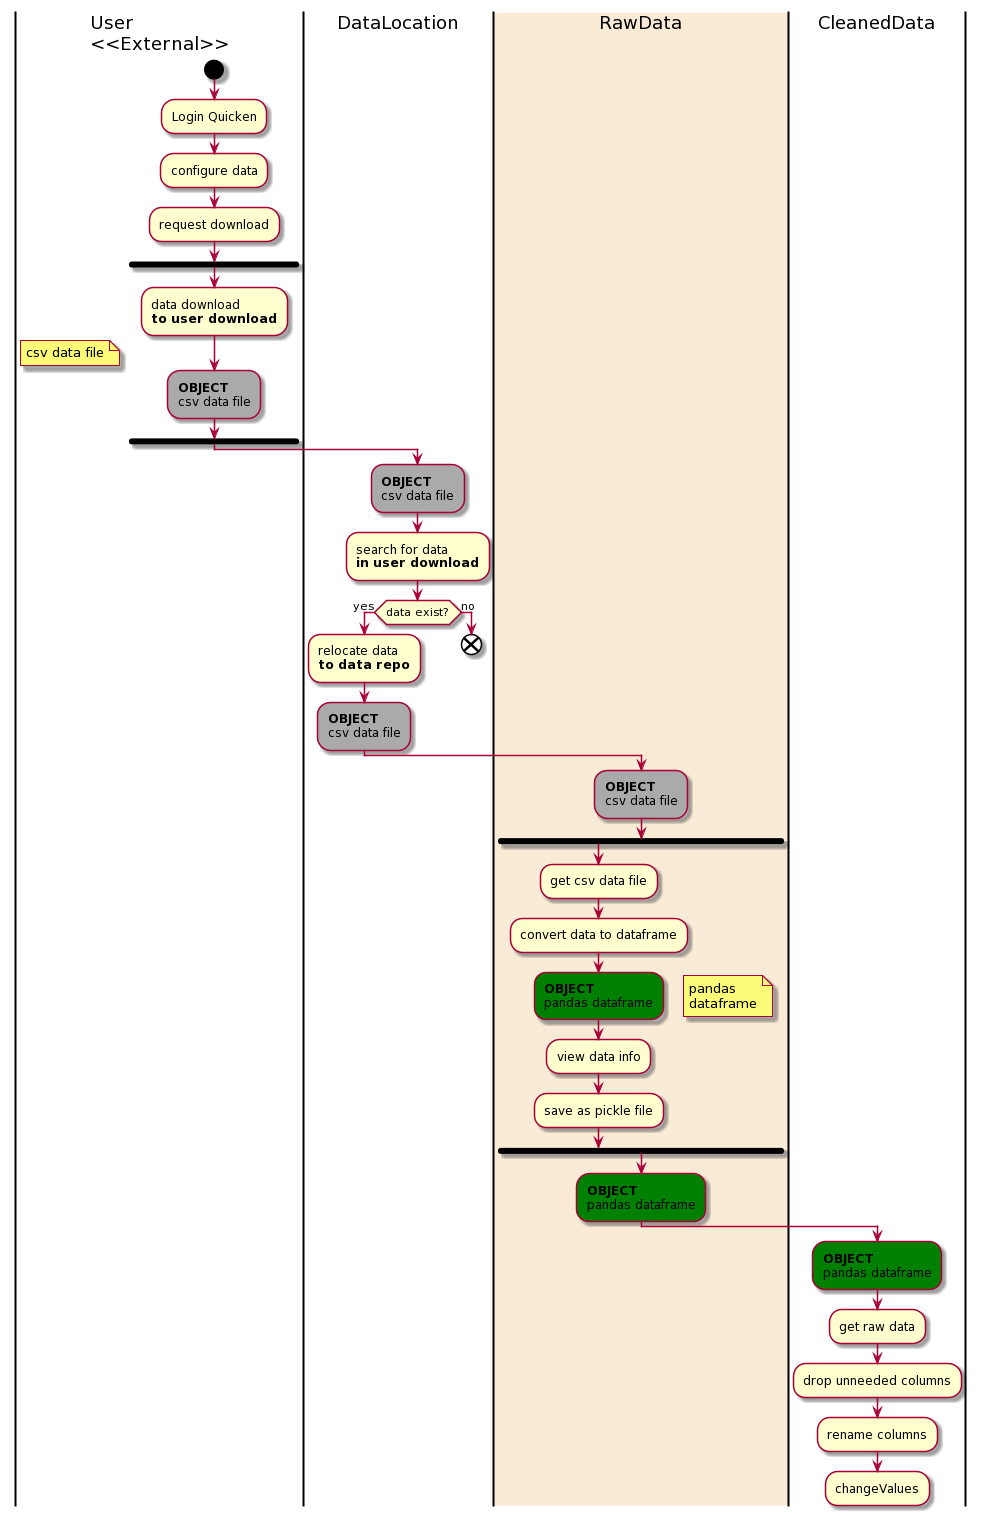 User
<<External>>
DataLocation
RawData
CleanedData
Login Quicken
configure data
request download
data download
to user download
csv data file
OBJECT
csv data file
OBJECT
csv data file
search for data
in user download
yes
data exist?
no
relocate data
to data repo
OBJECT
csv data file
OBJECT
csv data file
get csv data file
convert data to dataframe
OBJECT
pandas dataframe
pandas
dataframe
view data info
save as pickle file
OBJECT
pandas dataframe
OBJECT
pandas dataframe
get raw data
drop unneeded columns
rename columns
changeValues